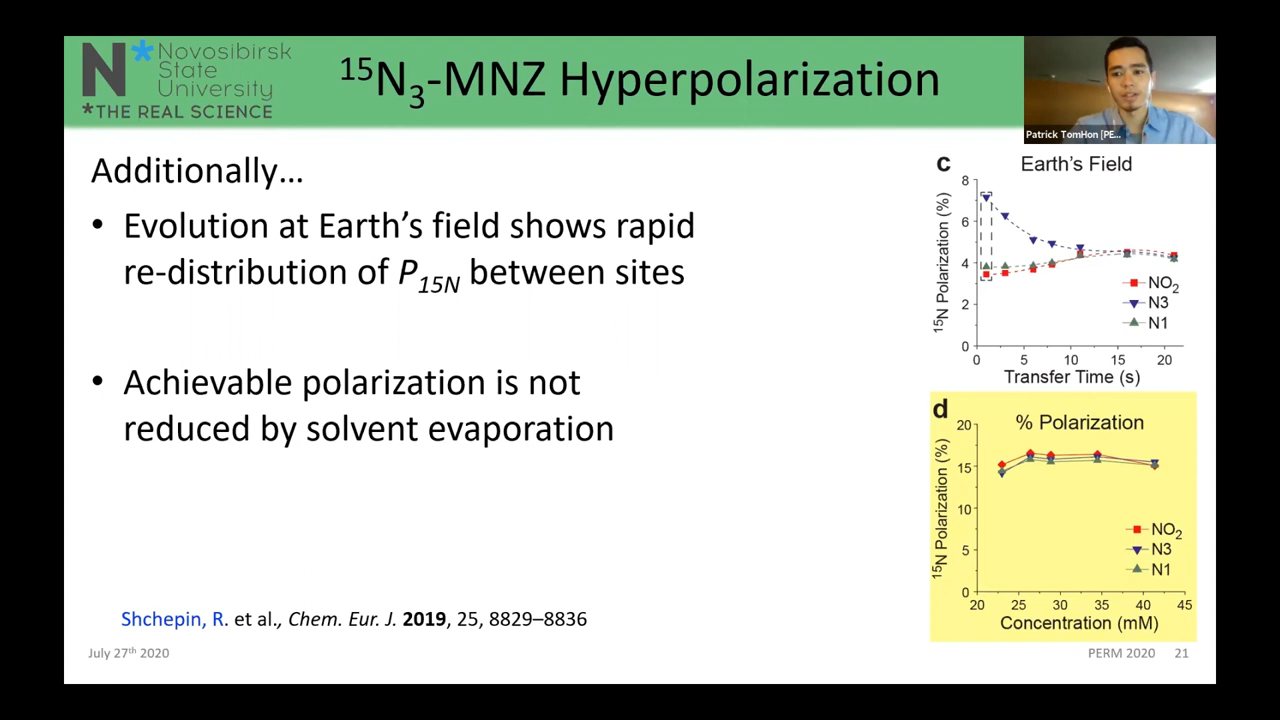 N* Novosibirsk
State
University
*THE REAL SCIENCE
¹⁵N₃-MNZ Hyperpolarization
Patrick TomHon [PE...
Additionally…
• Evolution at Earth’s field shows rapid
re-distribution of P₁₅N between sites
• Achievable polarization is not
reduced by solvent evaporation
c Earth’s Field
¹⁵N Polarization (%)
8
6
4
2
0
NO₂
N3
N1
0 5 10 15 20
Transfer Time (s)
d % Polarization
¹⁵N Polarization (%)
20
15
10
5
0
NO₂
N3
N1
20 25 30 35 40 45
Concentration (mM)
Shchepin, R. et al., Chem. Eur. J. 2019, 25, 8829–8836
July 27th 2020
PERM 2020 21